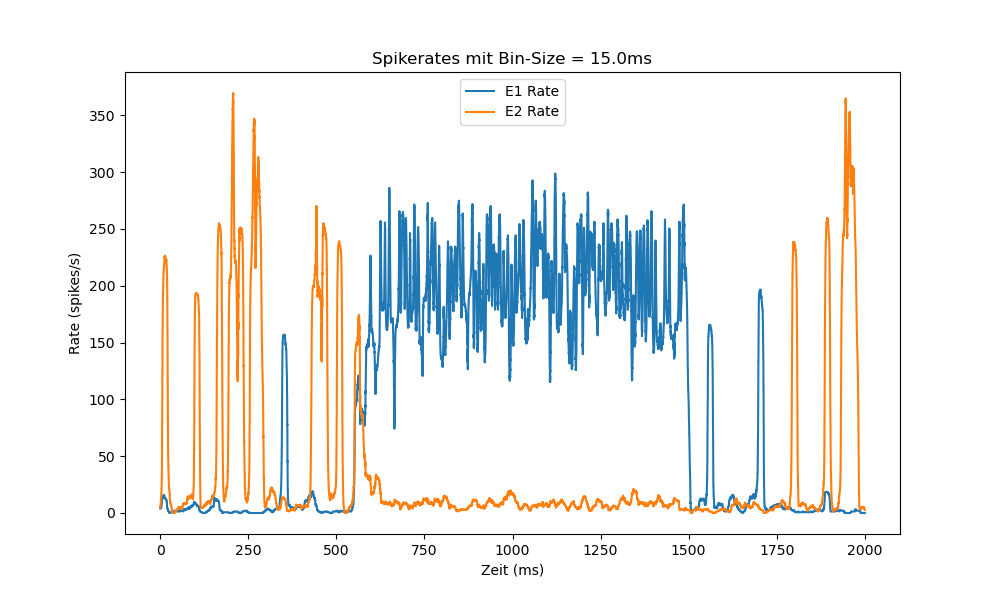 Spikerates mit Bin-Size = 15.0ms
E1 Rate
E2 Rate
Rate (spikes/s)
350
300
250
200
150
100
50
0
0 250 500 750 1000 1250 1500 1750 2000
Zeit (ms)